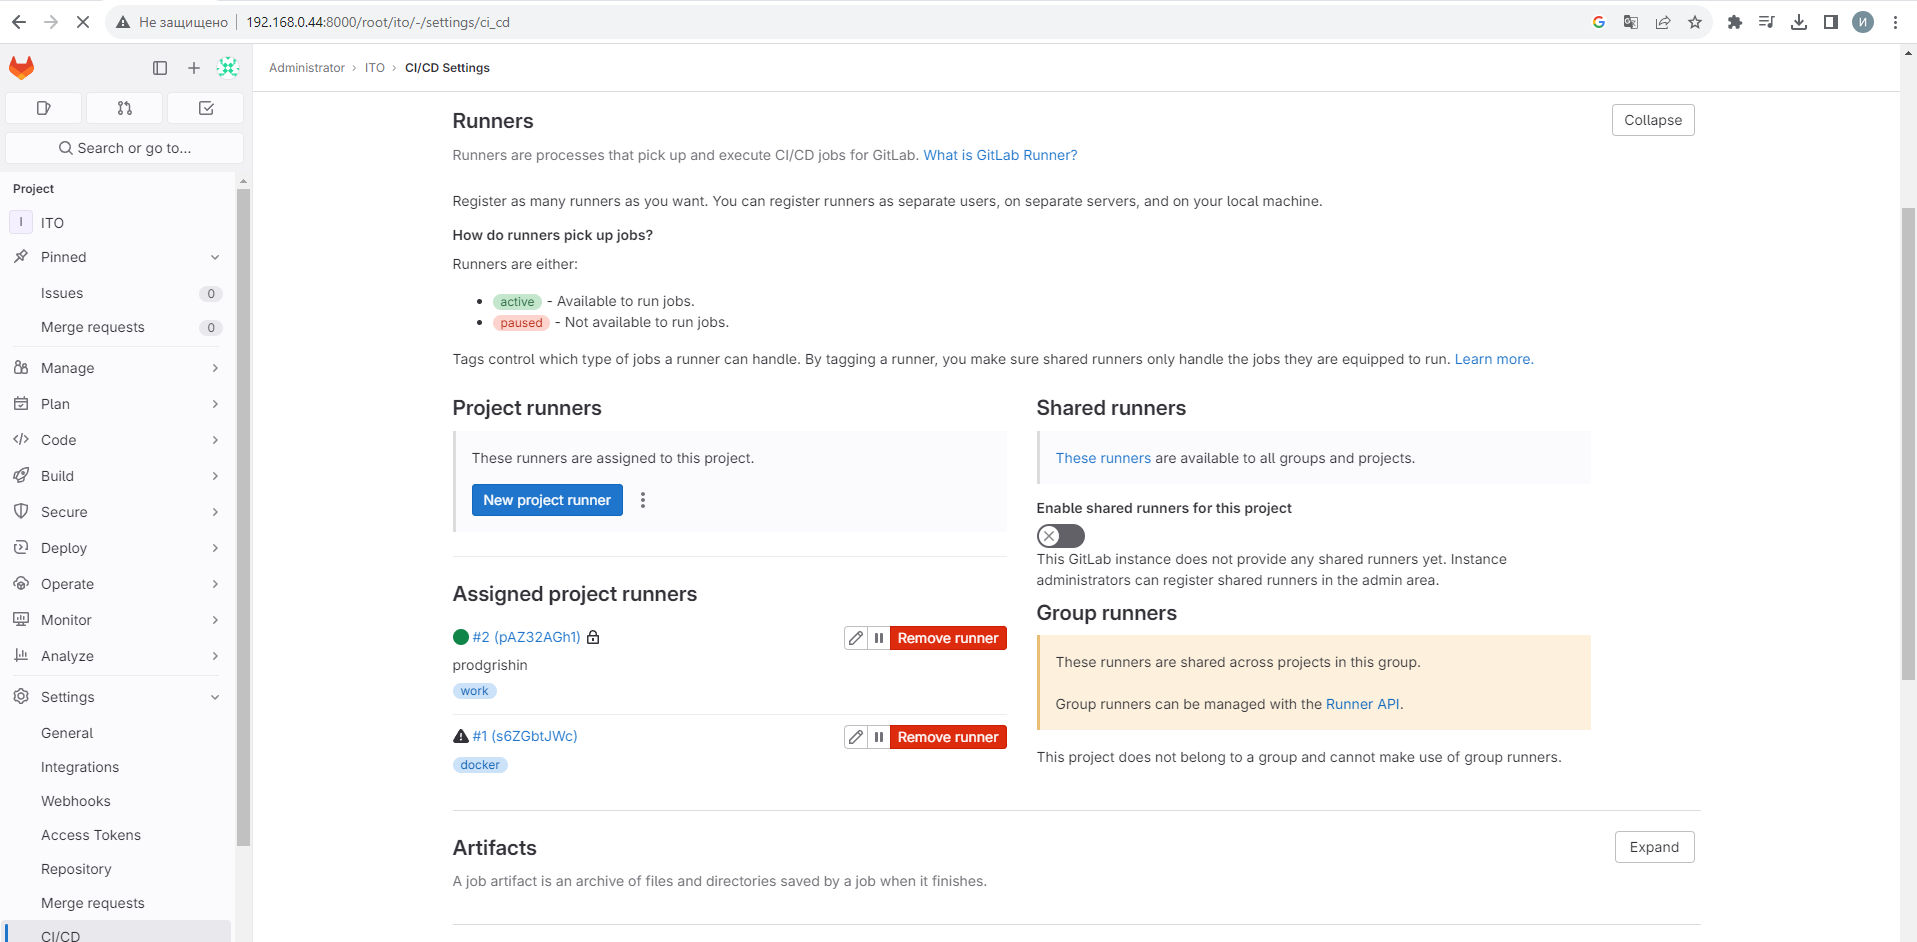 Не защищено
192.168.0.44:8000/root/ito/-/settings/ci_cd
И
Administrator › ITO › CI/CD Settings
Search or go to...
Project
I ITO
Pinned
Issues 0
Merge requests 0
Manage
Plan
Code
Build
Secure
Deploy
Operate
Monitor
Analyze
Settings
General
Integrations
Webhooks
Access Tokens
Repository
Merge requests
CI/CD
Runners
Collapse
Runners are processes that pick up and execute CI/CD jobs for GitLab. What is GitLab Runner?
Register as many runners as you want. You can register runners as separate users, on separate servers, and on your local machine.
How do runners pick up jobs?
Runners are either:
• active - Available to run jobs.
• paused - Not available to run jobs.
Tags control which type of jobs a runner can handle. By tagging a runner, you make sure shared runners only handle the jobs they are equipped to run. Learn more.
Project runners
These runners are assigned to this project.
New project runner
Assigned project runners
#2 (pAZ32AGh1)
Remove runner
prodgrishin
work
#1 (s6ZGbtJWc)
Remove runner
docker
Shared runners
These runners are available to all groups and projects.
Enable shared runners for this project
This GitLab instance does not provide any shared runners yet. Instance
administrators can register shared runners in the admin area.
Group runners
These runners are shared across projects in this group.
Group runners can be managed with the Runner API.
This project does not belong to a group and cannot make use of group runners.
Artifacts
Expand
A job artifact is an archive of files and directories saved by a job when it finishes.